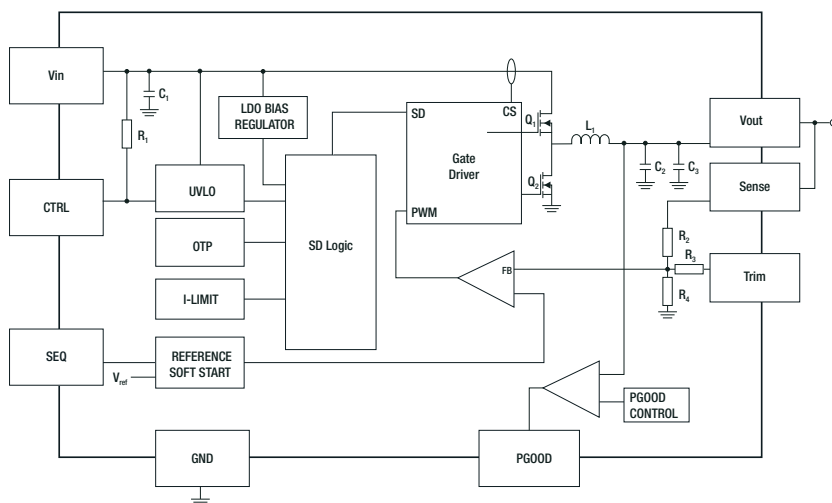 Vin
C₁
R₁
LDO BIAS
REGULATOR
SD
CS
Gate
Driver
PWM
Q₁
Q₂
L₁
C₂
C₃
Vout
Sense
CTRL
UVLO
OTP
I-LIMIT
SD Logic
FB
R₂
R₃
R₄
Trim
SEQ
Vref
REFERENCE
SOFT START
PGOOD
CONTROL
GND
PGOOD